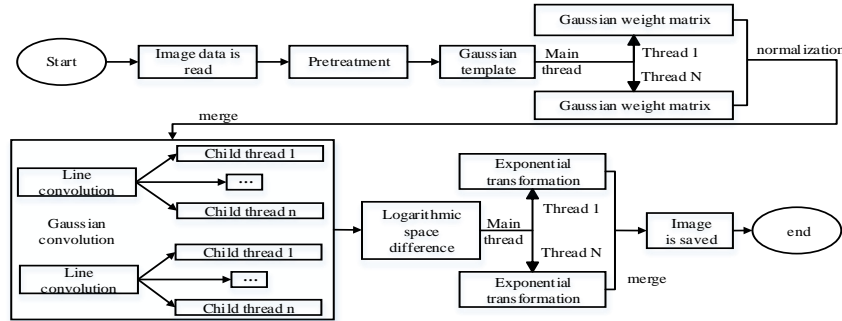 Start
Image data is
read
Pretreatment
Gaussian
template
Main
thread
Gaussian weight matrix
Thread 1
Thread N
Gaussian weight matrix
normalization
merge
Line
convolution
Child thread 1
...
Child thread n
Gaussian
convolution
Line
convolution
Child thread 1
...
Child thread n
Logarithmic
space
difference
Main
thread
Exponential
transformation
Thread 1
Thread N
Exponential
transformation
merge
Image
is saved
end